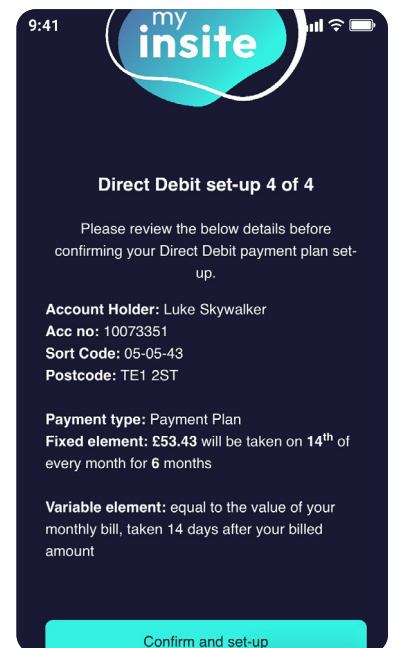 9:41
my
insite
Direct Debit set-up 4 of 4
Please review the below details before
confirming your Direct Debit payment plan set-
up.
Account Holder: Luke Skywalker
Acc no: 10073351
Sort Code: 05-05-43
Postcode: TE1 2ST
Payment type: Payment Plan
Fixed element: £53.43 will be taken on 14th of
every month for 6 months
Variable element: equal to the value of your
monthly bill, taken 14 days after your billed
amount
Confirm and set-up